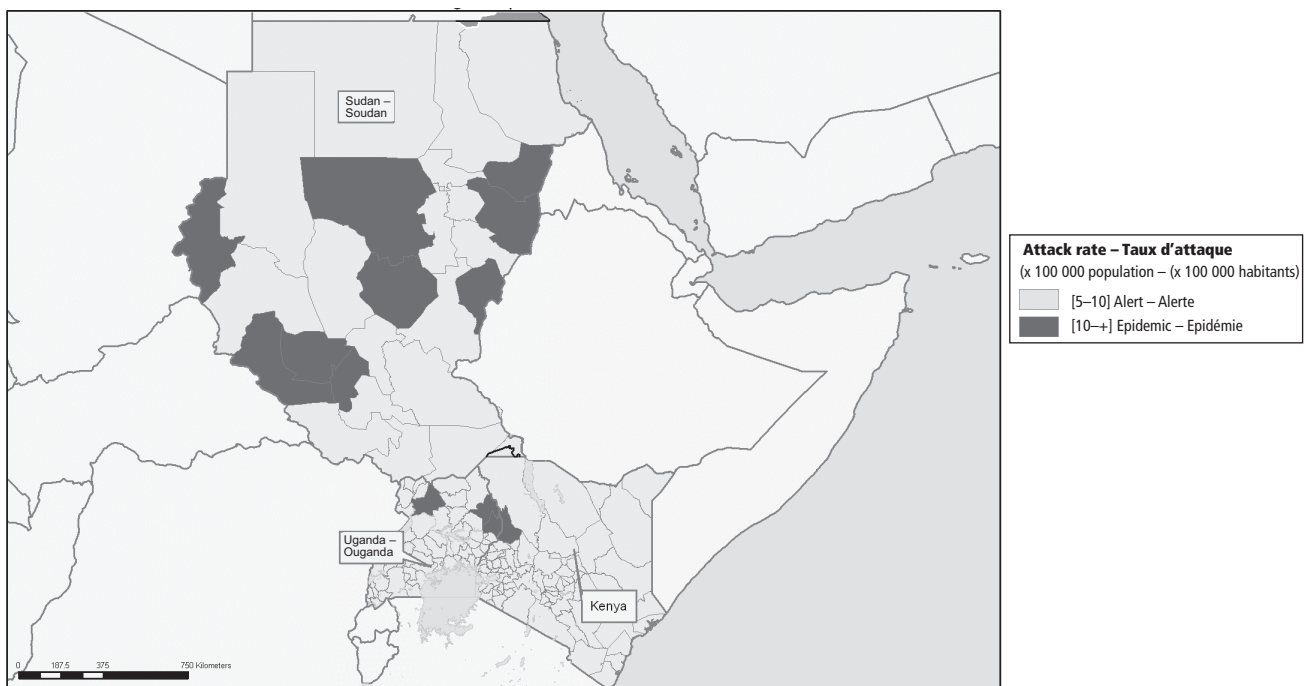 Sudan –
Soudan
Uganda –
Ouganda
Kenya
0 187.5 375 750 Kilometers
Attack rate – Taux d'attaque
(x 100 000 population – (x 100 000 habitants)
[5–10] Alert – Alerte
[10–+] Epidemic – Epidémie